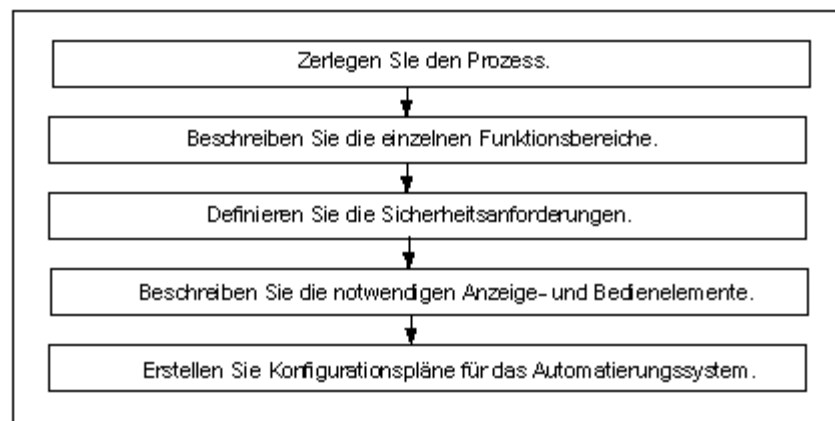 Zerlegen SIe den Prozess.
Beschreiben Sie die einzelnen Funktionsbereiche.
Definieren Sie die Sicherheitsanforderungen.
Beschreiben Sie die notwendigen Anzeige- und Bedienelemente.
Erstellen Sie Konfigurationspläne für das Automatierungssystem.